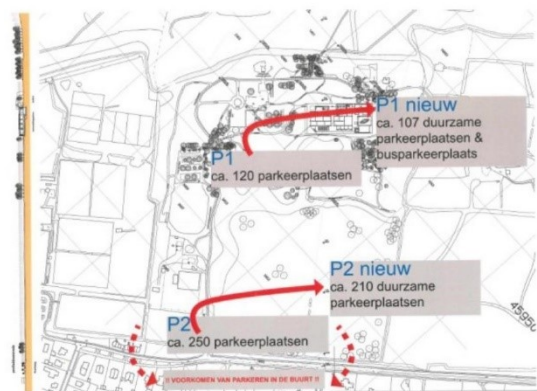 P1 nieuw
ca. 107 duurzame
parkeerplaatsen &
busparkeerplaats
P1
ca. 120 parkeerplaatsen
P2 nieuw
ca. 210 duurzame
parkeerplaatsen
P2
ca. 250 parkeerplaatsen
45950
!! VOORKOMEN VAN PARKEREN IN DE BUURT !!